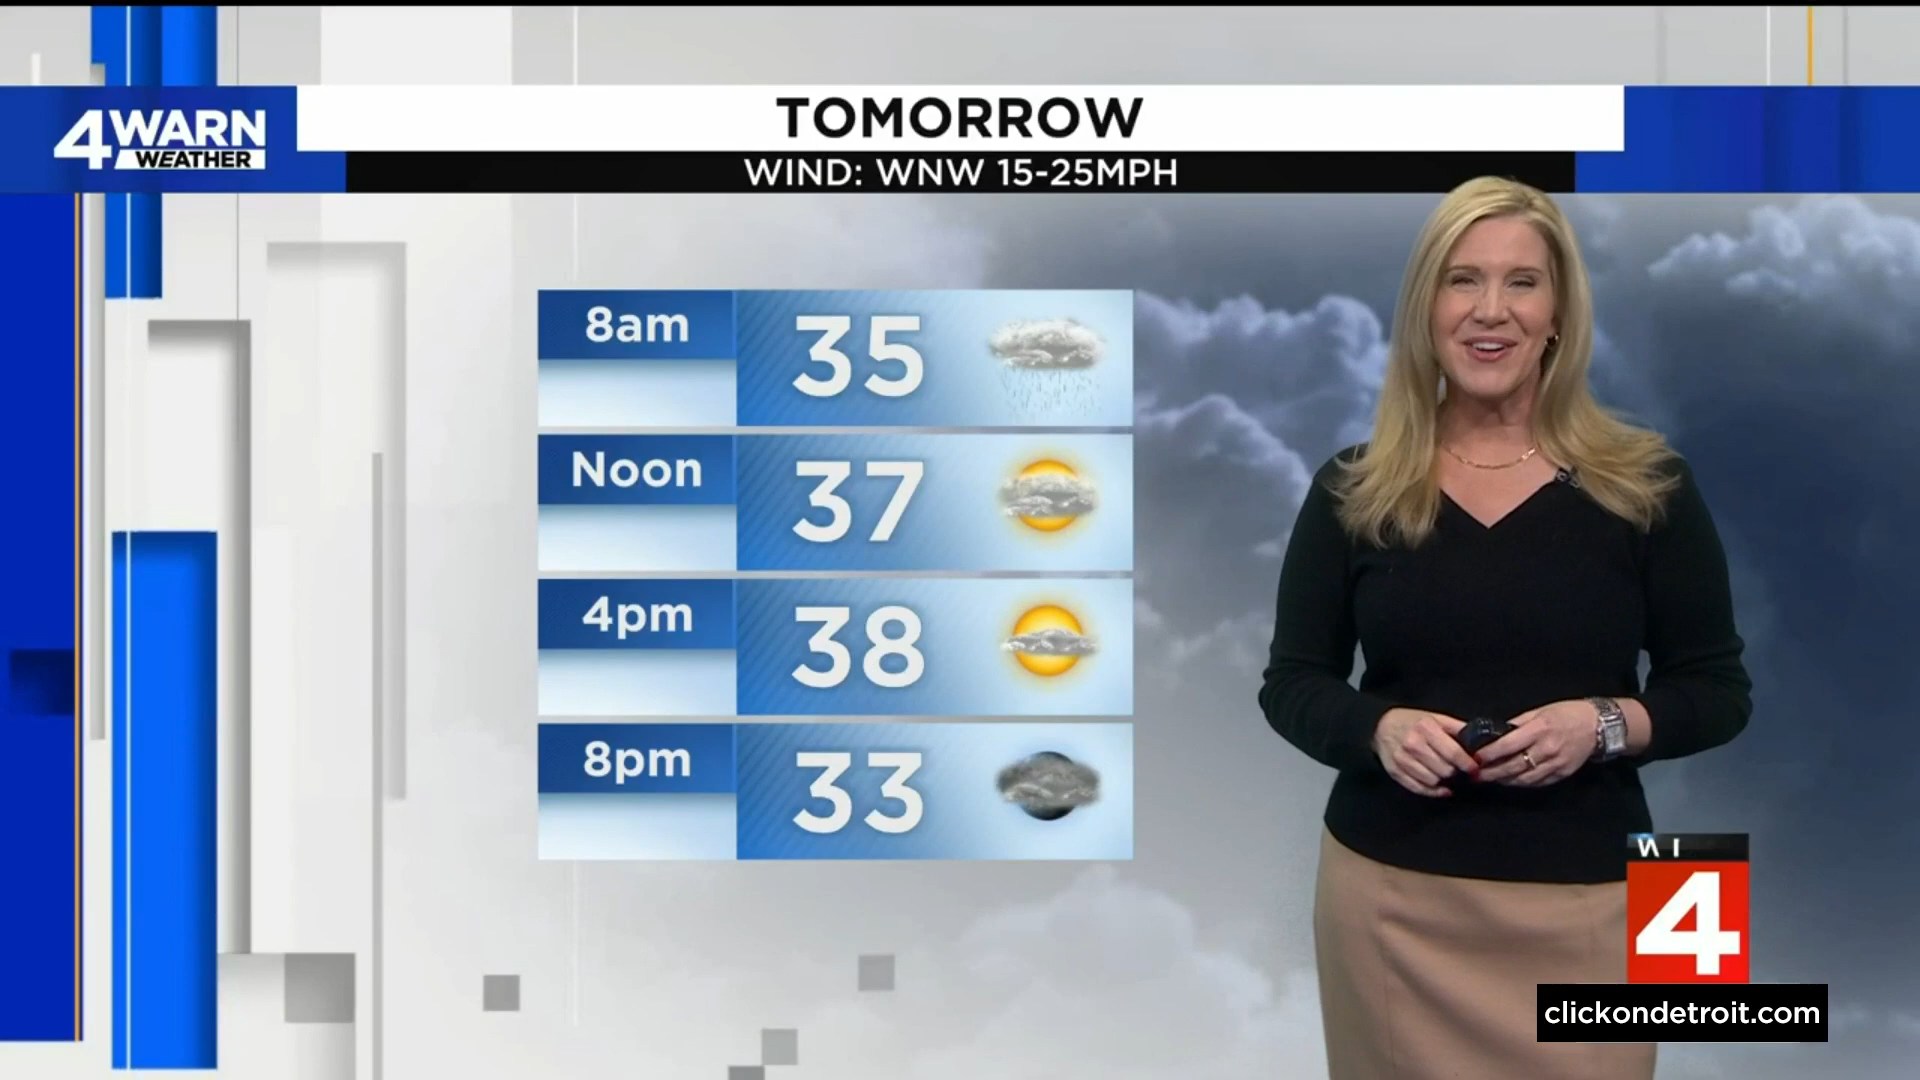 TOMORROW
4WARN
WEATHER
WIND: WNW 15-25MPH
8am 35
Noon 37
4pm 38
8pm 33
4
clickondetroit.com